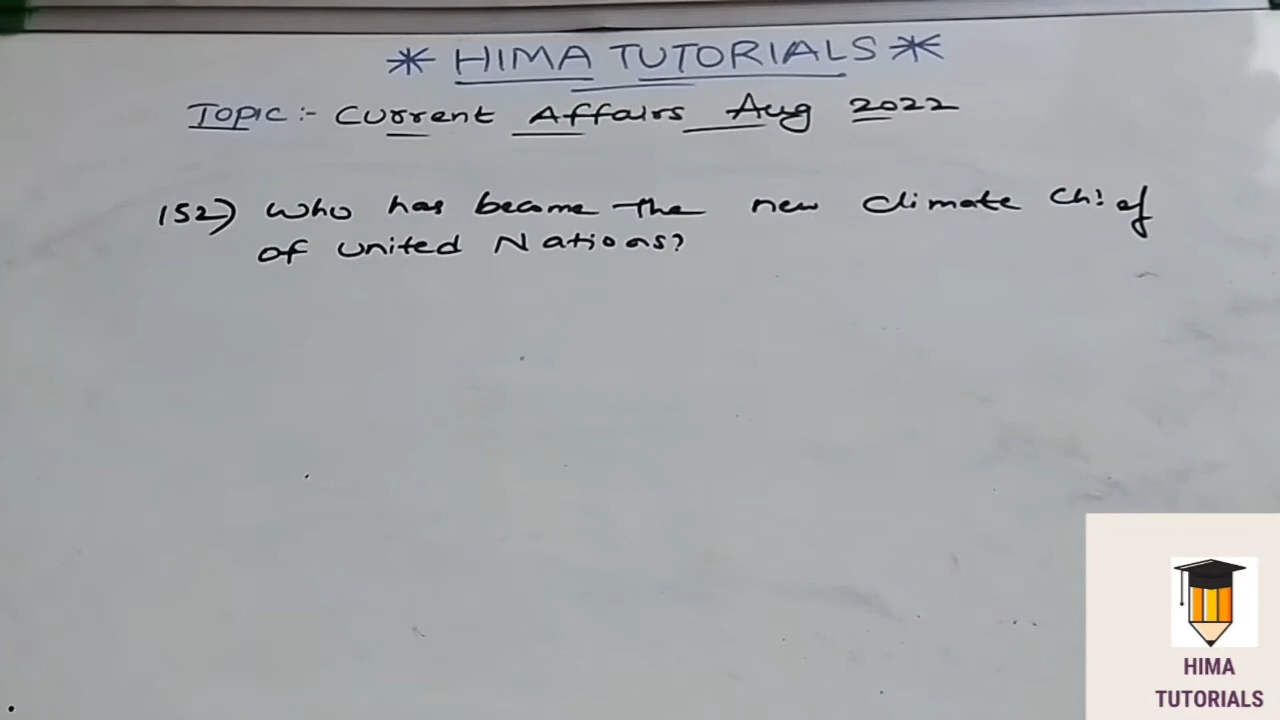 * HIMA TUTORIALS *
TOPIC :- Current Affairs Aug 2022
152) Who has become the new climate chief
of United Nations?
HIMA
TUTORIALS